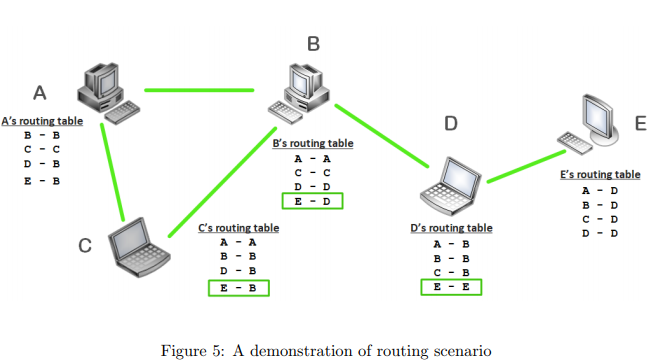 A
B
D
E
C
A's routing table
B - B
C - C
D - B
E - B
B's routing table
A - A
C - C
D - D
E - D
C's routing table
A - A
B - B
D - B
E - B
D's routing table
A - B
B - B
C - B
E - E
E's routing table
A - D
B - D
C - D
D - D
Figure 5: A demonstration of routing scenario